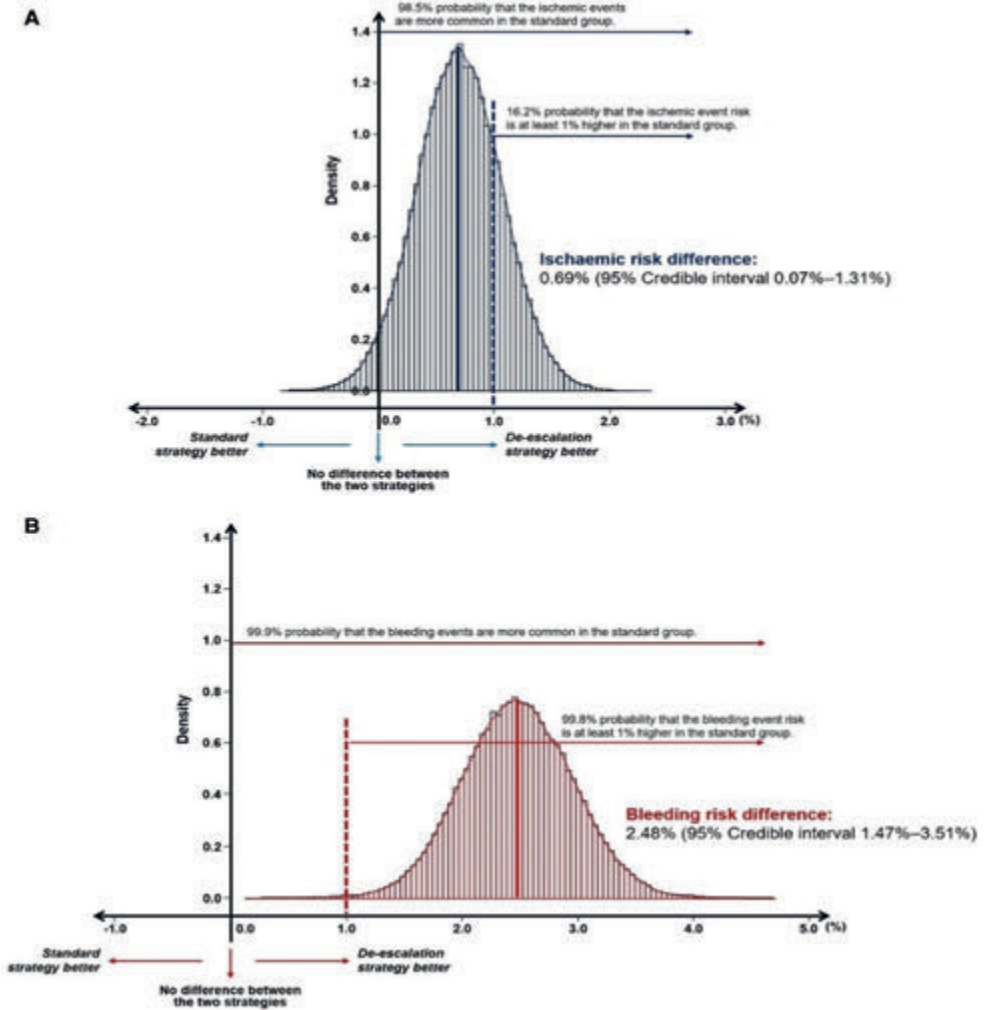 A
98.5% probability that the ischemic events
are more common in the standard group.
1.4
1.2
16.2% probability that the ischemic event risk
is at least 1% higher in the standard group.
1.0
Density
0.8
0.6
Ischaemic risk difference:
0.69% (95% Credible interval 0.07%–1.31%)
0.4
0.2
0.0
-2.0
-1.0
0.0
1.0
2.0
3.0 (%)
Standard
strategy better
De-escalation
strategy better
No difference between
the two strategies
B
1.4
1.2
99.9% probability that the bleeding events are more common in the standard group.
1.0
Density
0.8
99.8% probability that the bleeding event risk
is at least 1% higher in the standard group.
0.6
Bleeding risk difference:
2.48% (95% Credible interval 1.47%–3.51%)
0.4
0.2
0.0
-1.0
0.0
1.0
2.0
3.0
4.0
5.0 (%)
Standard
strategy better
De-escalation
strategy better
No difference between
the two strategies